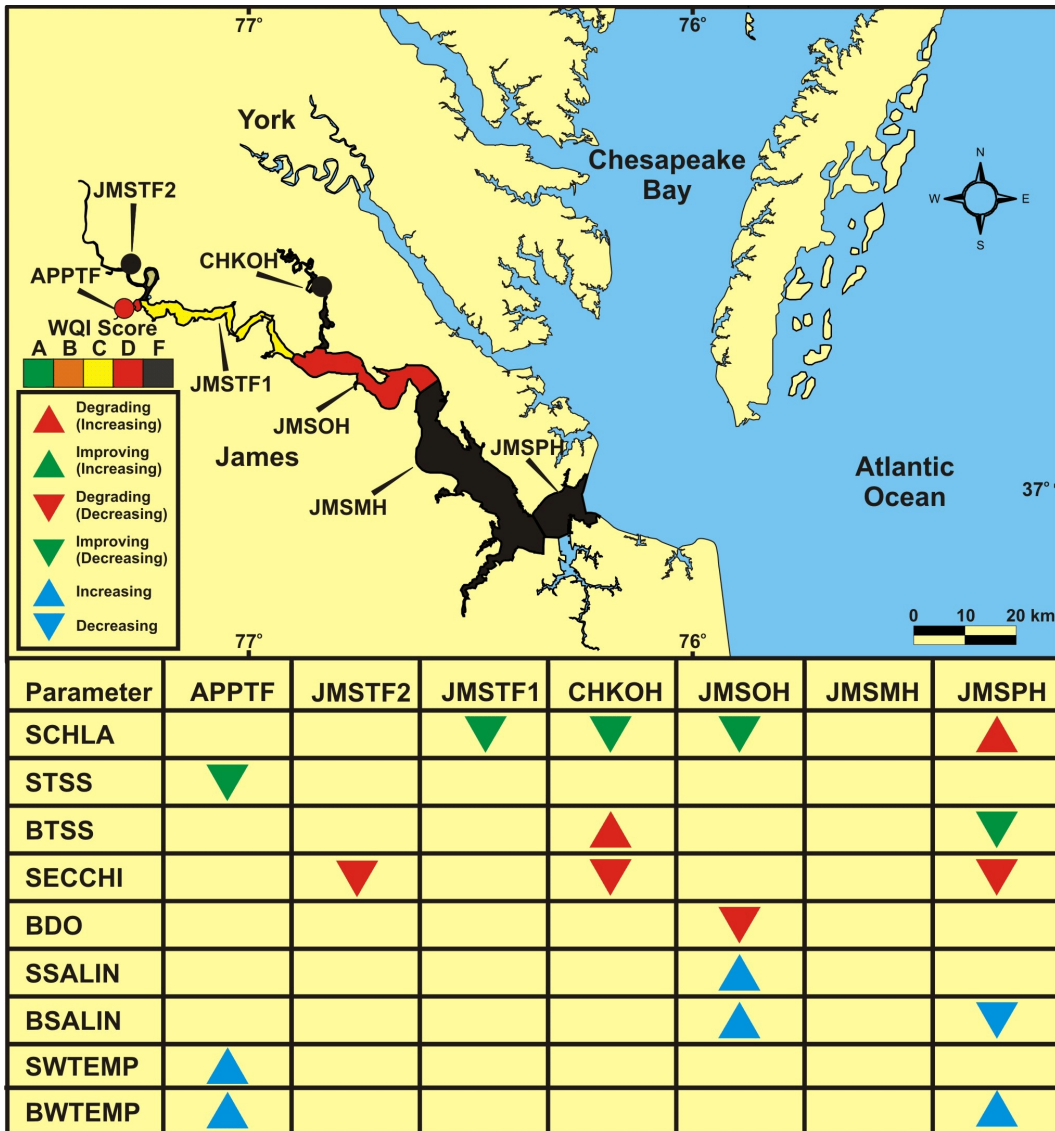 77° 76°
York
Chesapeake
Bay
N
W E
S
JMSTF2
CHKOH
APPTF
WQI Score
A B C D F
JMSTF1
Degrading
(Increasing)
JMSOH
Improving
(Increasing)
James
JMSPH
Degrading
(Decreasing)
Atlantic
Ocean
37°
JMSMH
Improving
(Decreasing)
Increasing
Decreasing
0 10 20 km
77° 76°
Parameter APPTF JMSTF2 JMSTF1 CHKOH JMSOH JMSMH JMSPH
SCHLA
STSS
BTSS
SECCHI
BDO
SSALIN
BSALIN
SWTEMP
BWTEMP